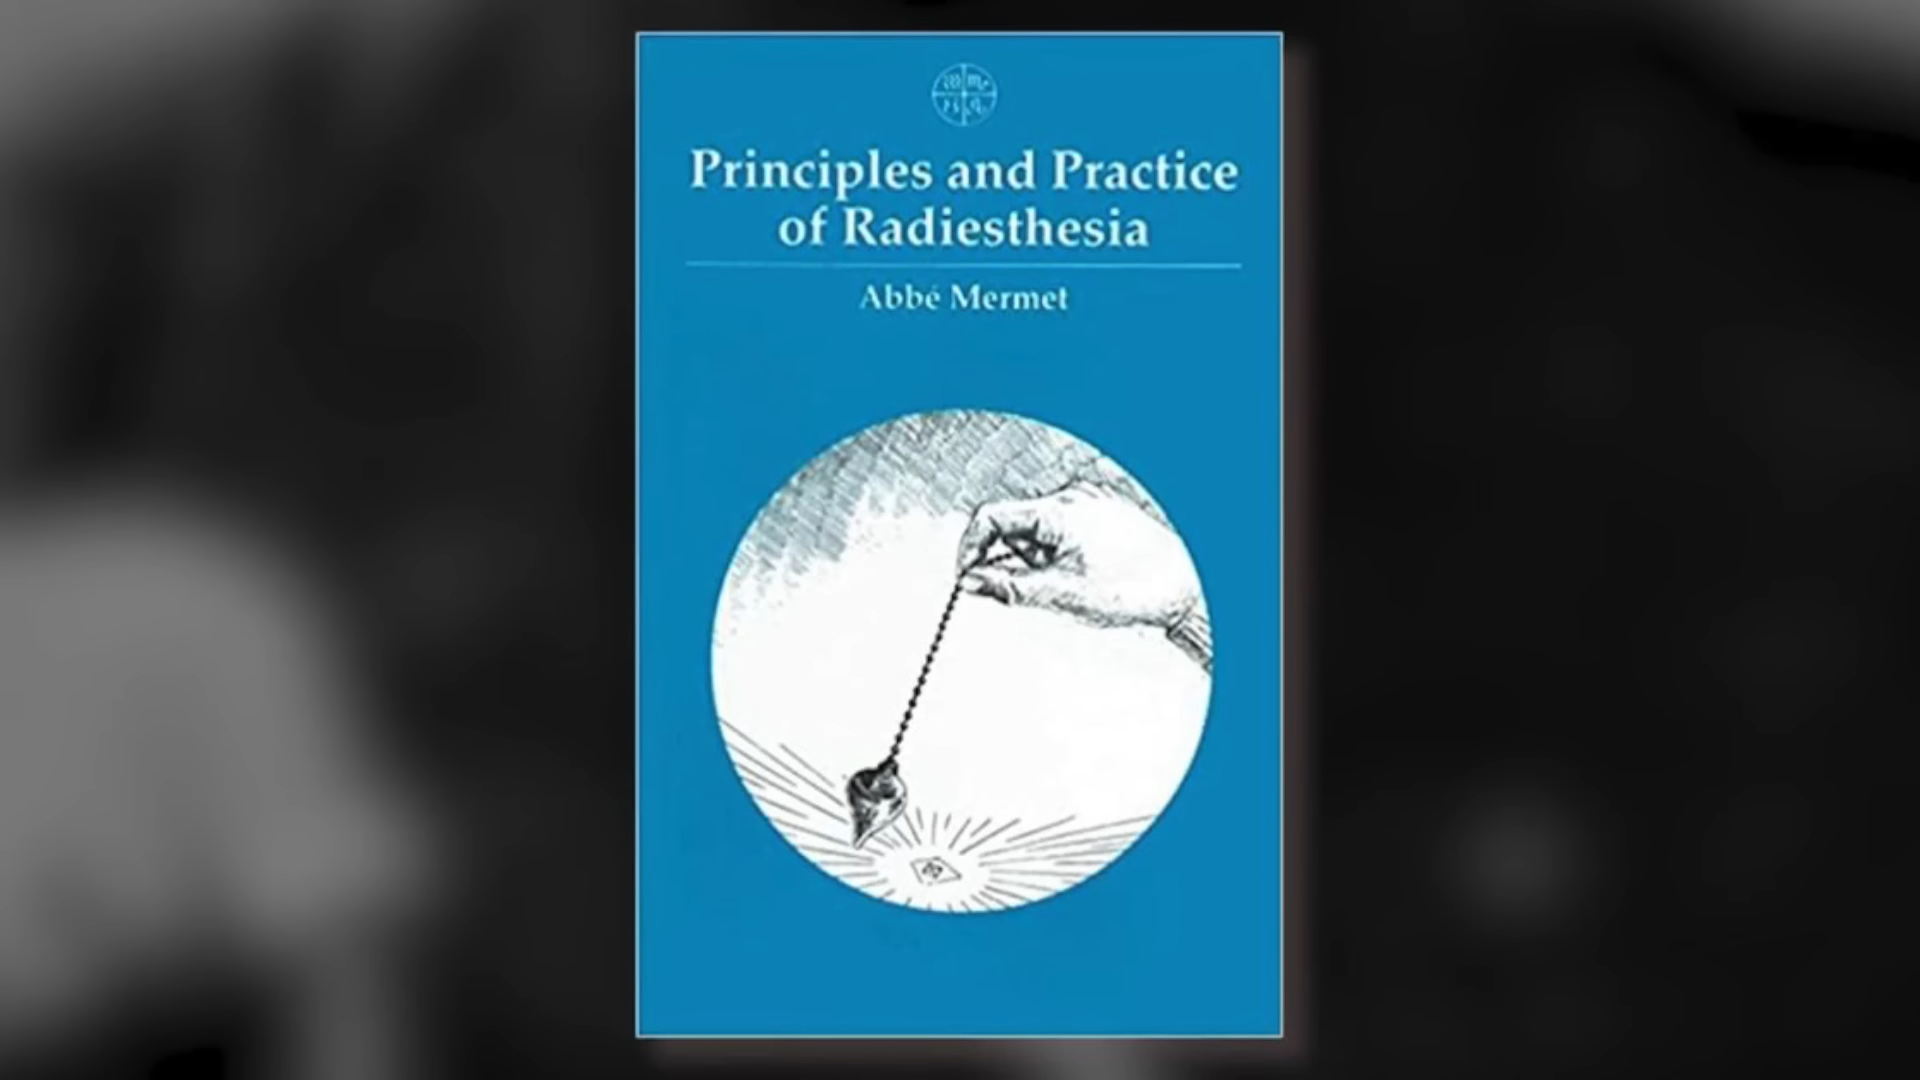 Principles and Practice
of Radiesthesia
Abbé Mermet